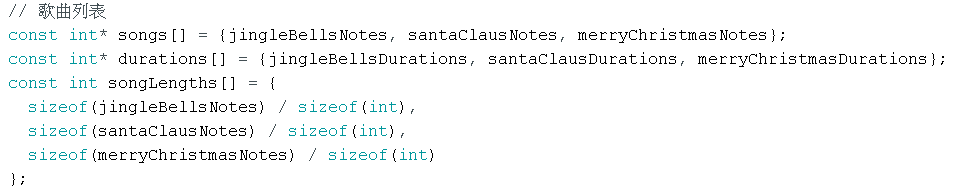 // 歌曲列表
const int* songs[] = {jingleBellsNotes, santaClausNotes, merryChristmasNotes};
const int* durations[] = {jingleBellsDurations, santaClausDurations, merryChristmasDurations};
const int songLengths[] = {
  sizeof(jingleBellsNotes) / sizeof(int),
  sizeof(santaClausNotes) / sizeof(int),
  sizeof(merryChristmasNotes) / sizeof(int)
};